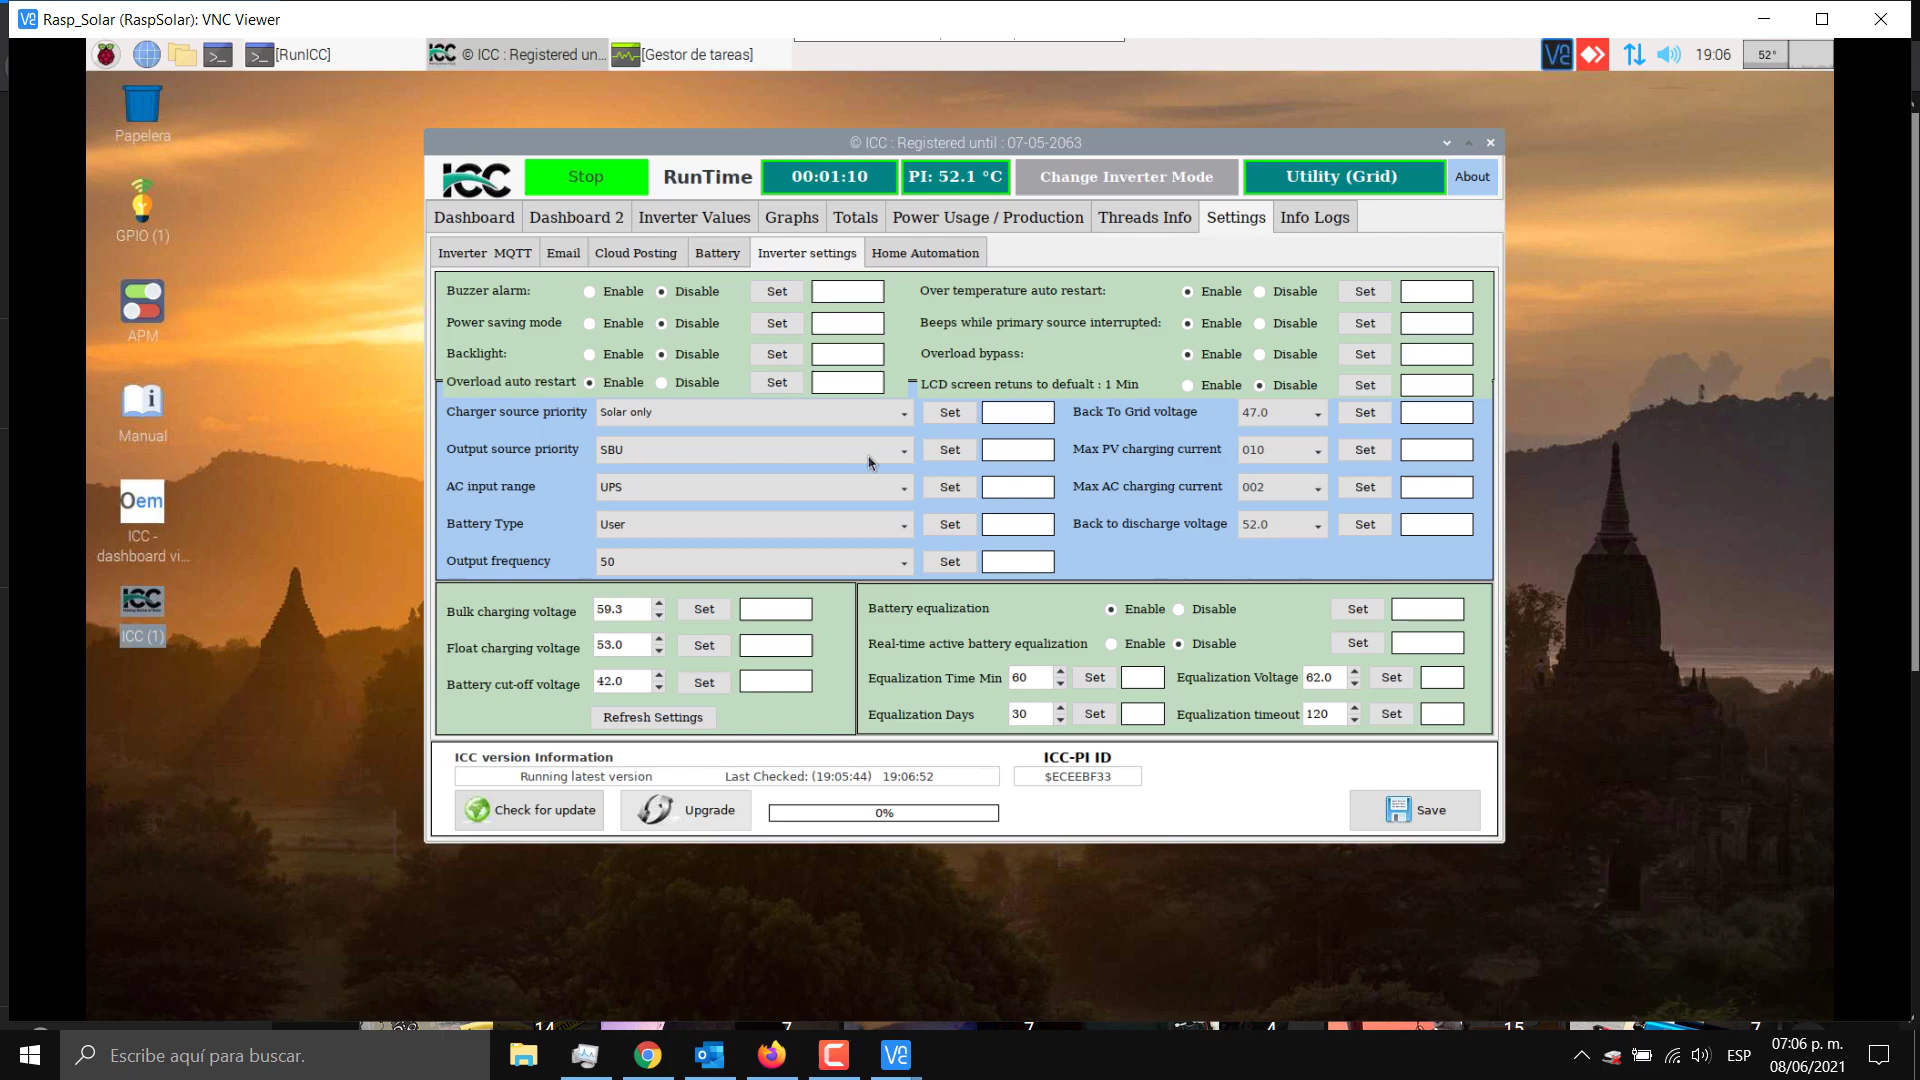 Rasp_Solar (RaspSolar): VNC Viewer
[RunICC]
ICC © ICC : Registered un...
[Gestor de tareas]
19:06
52°
Papelera
GPIO (1)
APM
Manual
Oem
ICC -
dashboard vi...
ICC
ICC (1)
© ICC : Registered until : 07-05-2063
ICC Stop RunTime 00:01:10 PI: 52.1 °C Change Inverter Mode Utility (Grid) About
Dashboard Dashboard 2 Inverter Values Graphs Totals Power Usage / Production Threads Info Settings Info Logs
Inverter MQTT Email Cloud Posting Battery Inverter settings Home Automation
Buzzer alarm: Enable Disable Set Over temperature auto restart: Enable Disable Set
Power saving mode Enable Disable Set Beeps while primary source interrupted: Enable Disable Set
Backlight: Enable Disable Set Overload bypass: Enable Disable Set
Overload auto restart Enable Disable Set LCD screen retuns to defualt : 1 Min Enable Disable Set
Charger source priority Solar only Set Back To Grid voltage 47.0 Set
Output source priority SBU Set Max PV charging current 010 Set
AC input range UPS Set Max AC charging current 002 Set
Battery Type User Set Back to discharge voltage 52.0 Set
Output frequency 50 Set
Bulk charging voltage 59.3 Set Battery equalization Enable Disable Set
Float charging voltage 53.0 Set Real-time active battery equalization Enable Disable Set
Battery cut-off voltage 42.0 Set Equalization Time Min 60 Set Equalization Voltage 62.0 Set
Refresh Settings Equalization Days 30 Set Equalization timeout 120 Set
ICC version Information ICC-PI ID
Running latest version Last Checked: (19:05:44) 19:06:52 $ECEEBF33
Check for update Upgrade 0% Save
Escribe aquí para buscar.
ESP
07:06 p. m.
08/06/2021